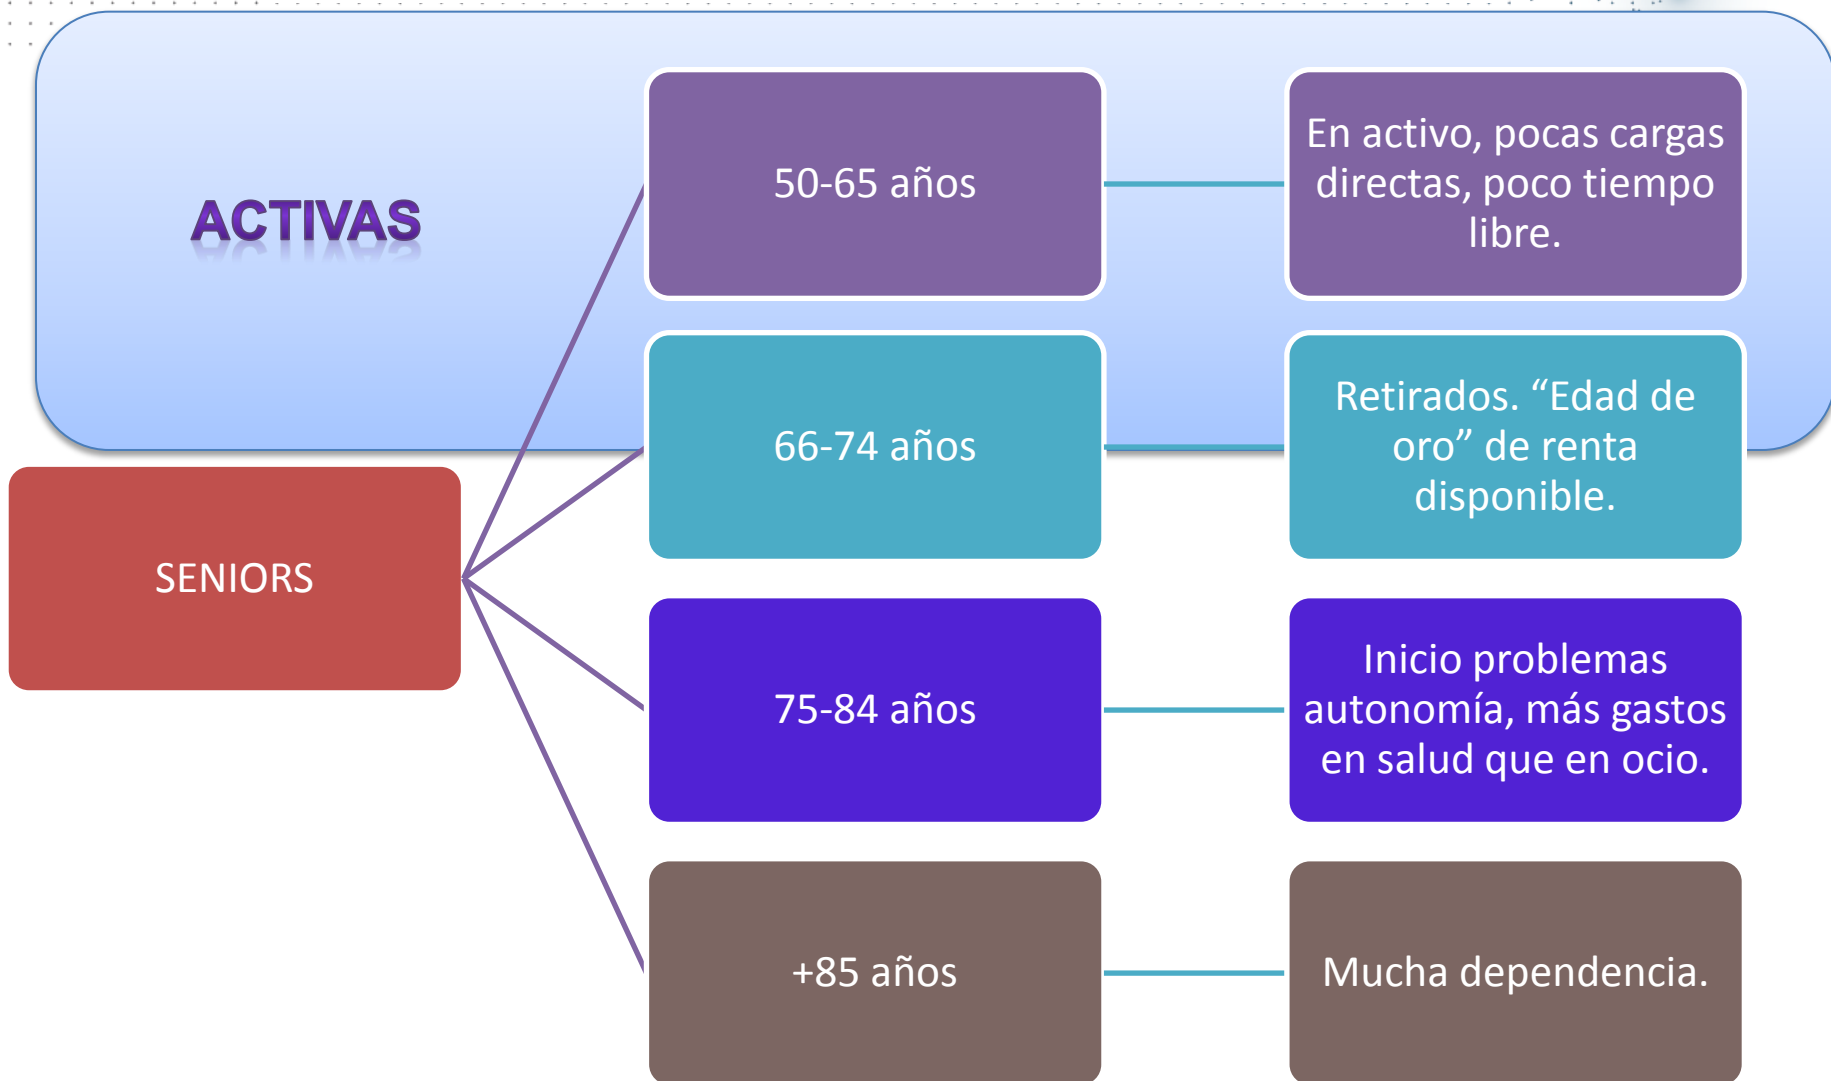 ACTIVAS
50-65 años
En activo, pocas cargas
directas, poco tiempo
libre.
66-74 años
Retirados. “Edad de
oro” de renta
disponible.
SENIORS
75-84 años
Inicio problemas
autonomía, más gastos
en salud que en ocio.
+85 años
Mucha dependencia.